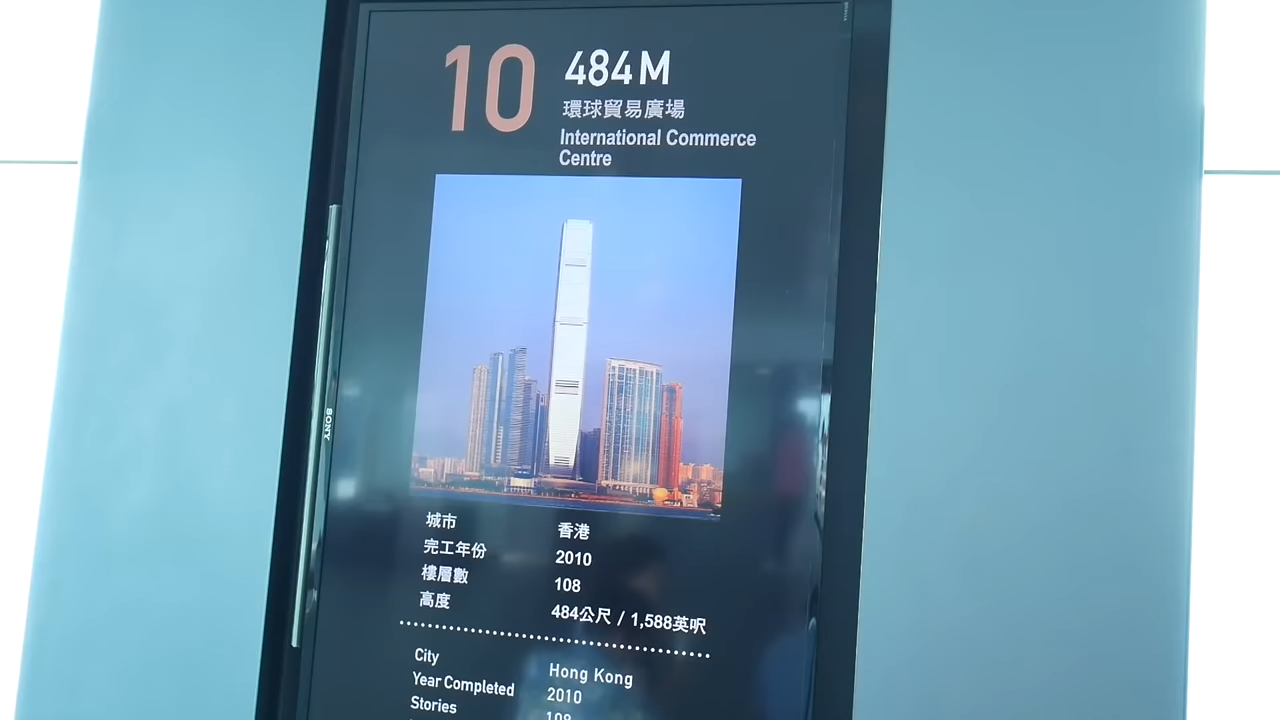 10
484M
環球貿易廣場
International Commerce
Centre
SONY
城市 香港
完工年份 2010
樓層數 108
高度 484公尺 / 1,588英呎
City Hong Kong
Year Completed 2010
Stories 108